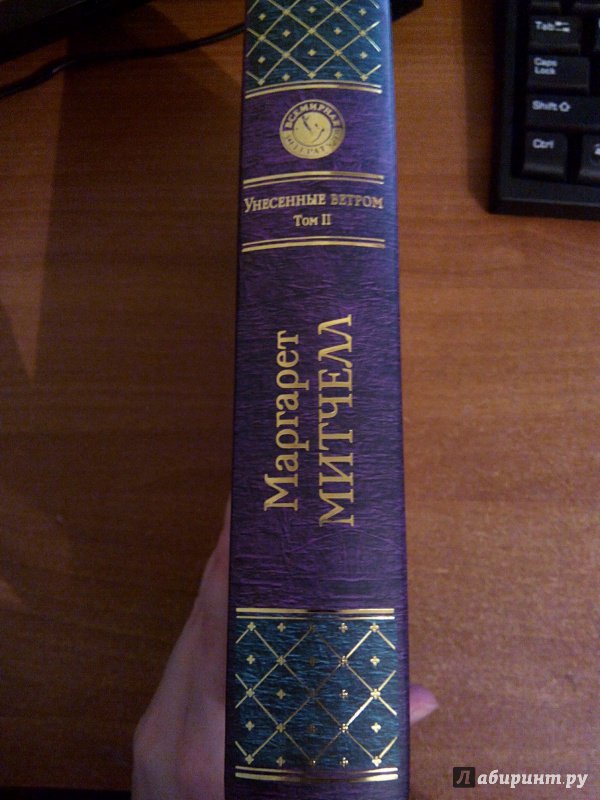 ВСЕМИРНАЯ
ЛИТЕРАТУРА
УНЕСЕННЫЕ ВЕТРОМ
ТОМ II
Маргарет
МИТЧЕЛЛ
Tab
Caps
Lock
Shift
Ctrl
Лабиринт.ру